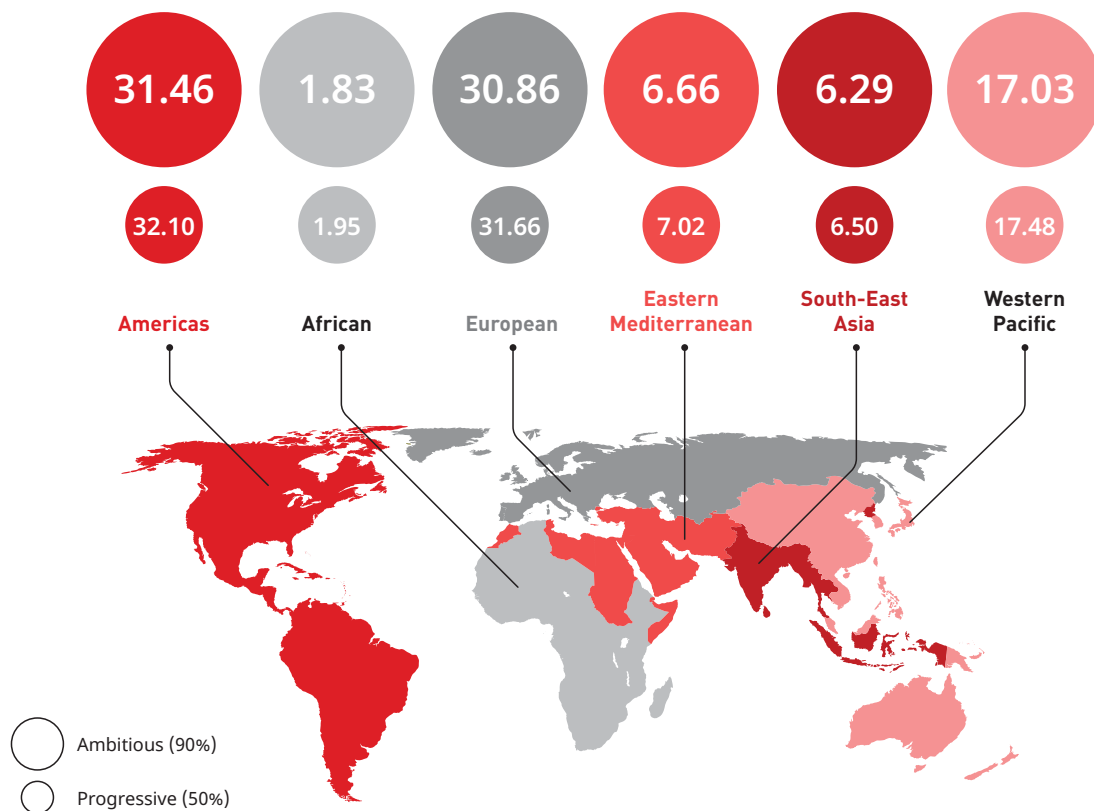 31.46
1.83
30.86
6.66
6.29
17.03
32.10
1.95
31.66
7.02
6.50
17.48
Americas
African
European
Eastern
Mediterranean
South-East
Asia
Western
Pacific
Ambitious (90%)
Progressive (50%)